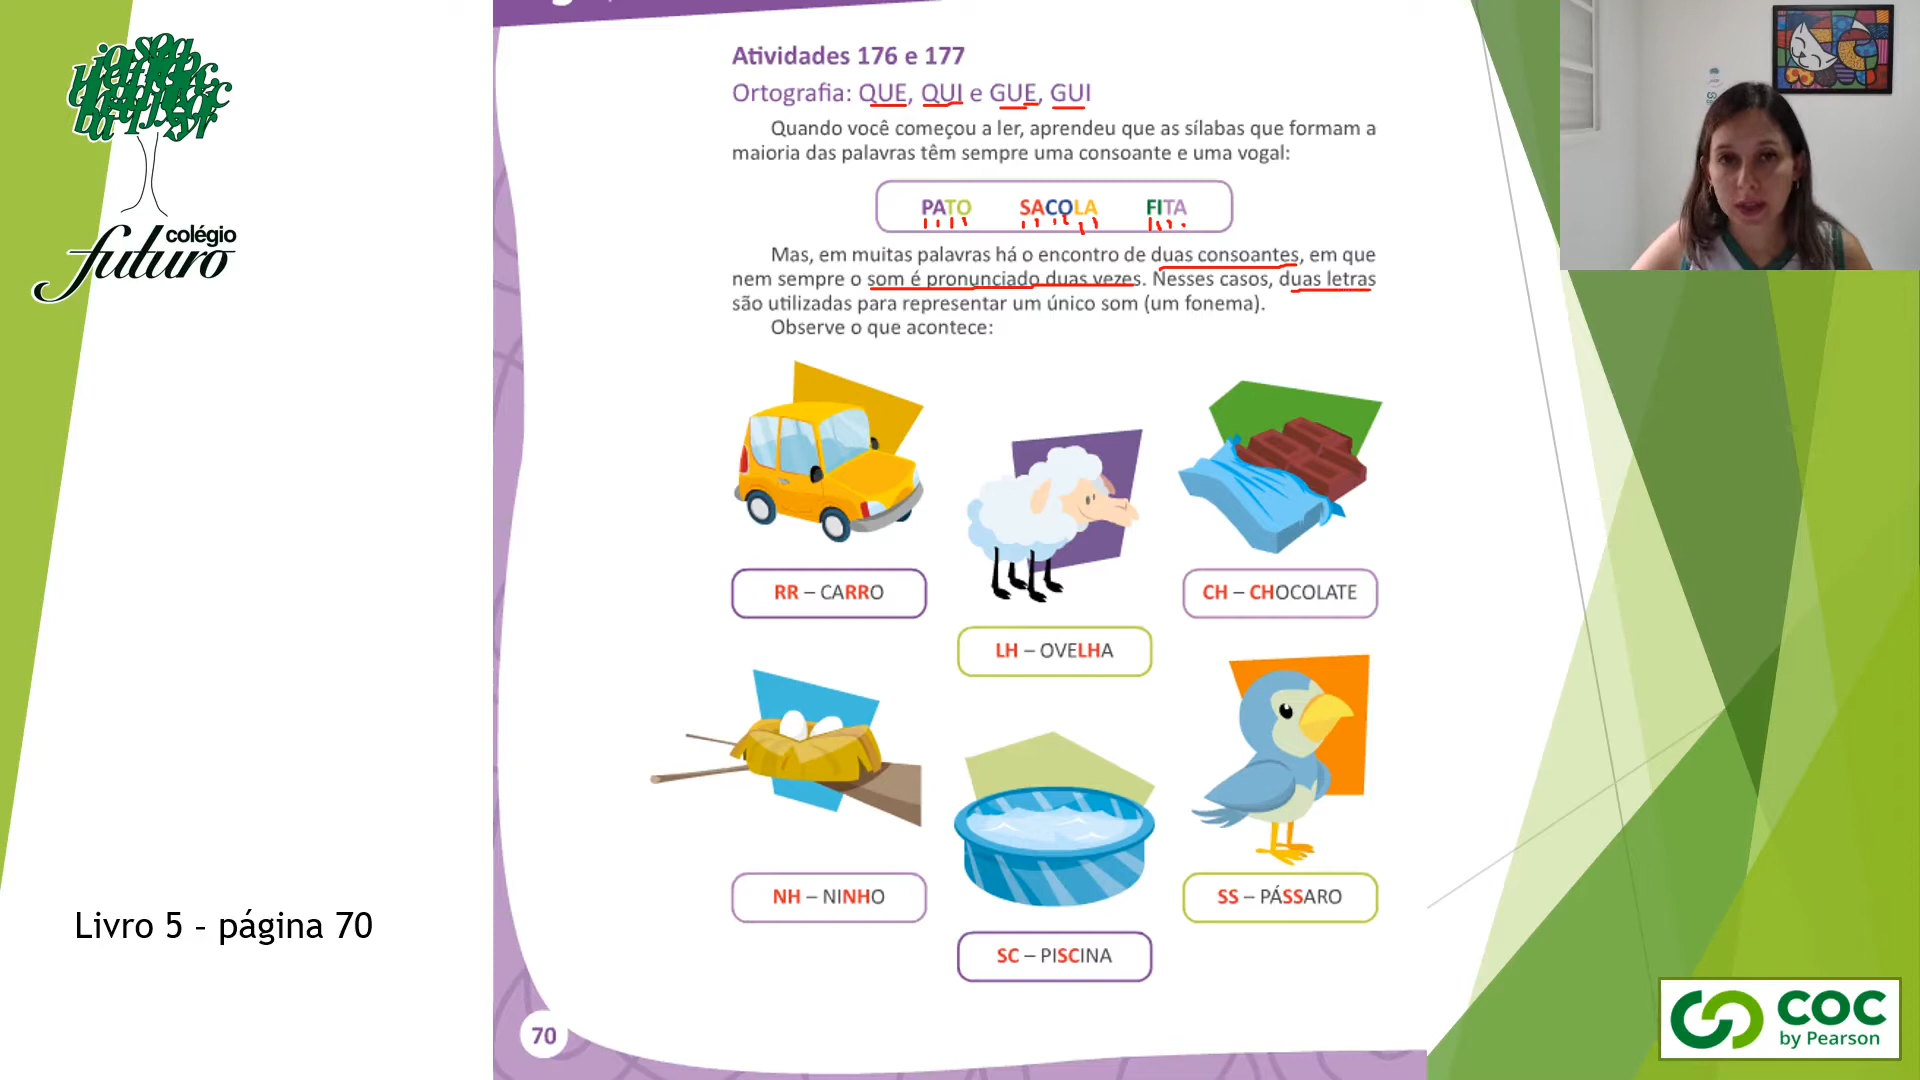 colégio
futuro
Atividades 176 e 177
Ortografia: QUE, QUI e GUE, GUI
Quando você começou a ler, aprendeu que as sílabas que formam a
maioria das palavras têm sempre uma consoante e uma vogal:
PATO SACOLA FITA
Mas, em muitas palavras há o encontro de duas consoantes, em que
nem sempre o som é pronunciado duas vezes. Nesses casos, duas letras
são utilizadas para representar um único som (um fonema).
Observe o que acontece:
RR – CARRO
LH – OVELHA
CH – CHOCOLATE
NH – NINHO
SC – PISCINA
SS – PÁSSARO
70
Livro 5 - página 70
COC
by Pearson